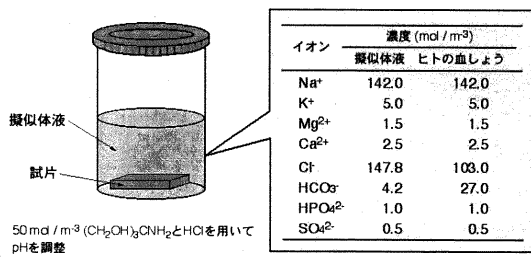 擬似体液
試片
50 mol / m⁻³ (CH₂OH)₃CNH₂とHClを用いて
pHを調整
イオン 濃度 (mol / m⁻³)
擬似体液 ヒトの血しょう
Na⁺ 142.0 142.0
K⁺ 5.0 5.0
Mg²⁺ 1.5 1.5
Ca²⁺ 2.5 2.5
Cl⁻ 147.8 103.0
HCO₃⁻ 4.2 27.0
HPO₄²⁻ 1.0 1.0
SO₄²⁻ 0.5 0.5